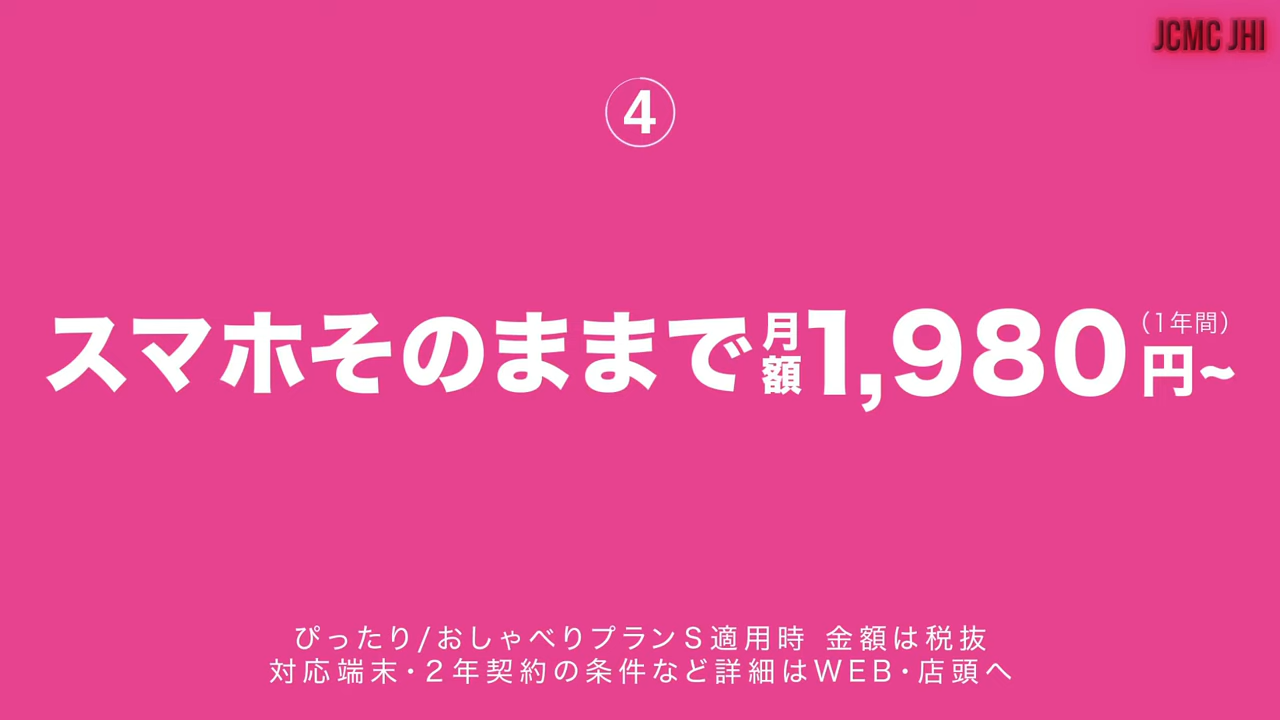 JCMC JHI
4
スマホそのままで月額1,980円~
(1年間)
ぴったり/おしゃべりプランS適用時 金額は税抜
対応端末・2年契約の条件など詳細はWEB・店頭へ